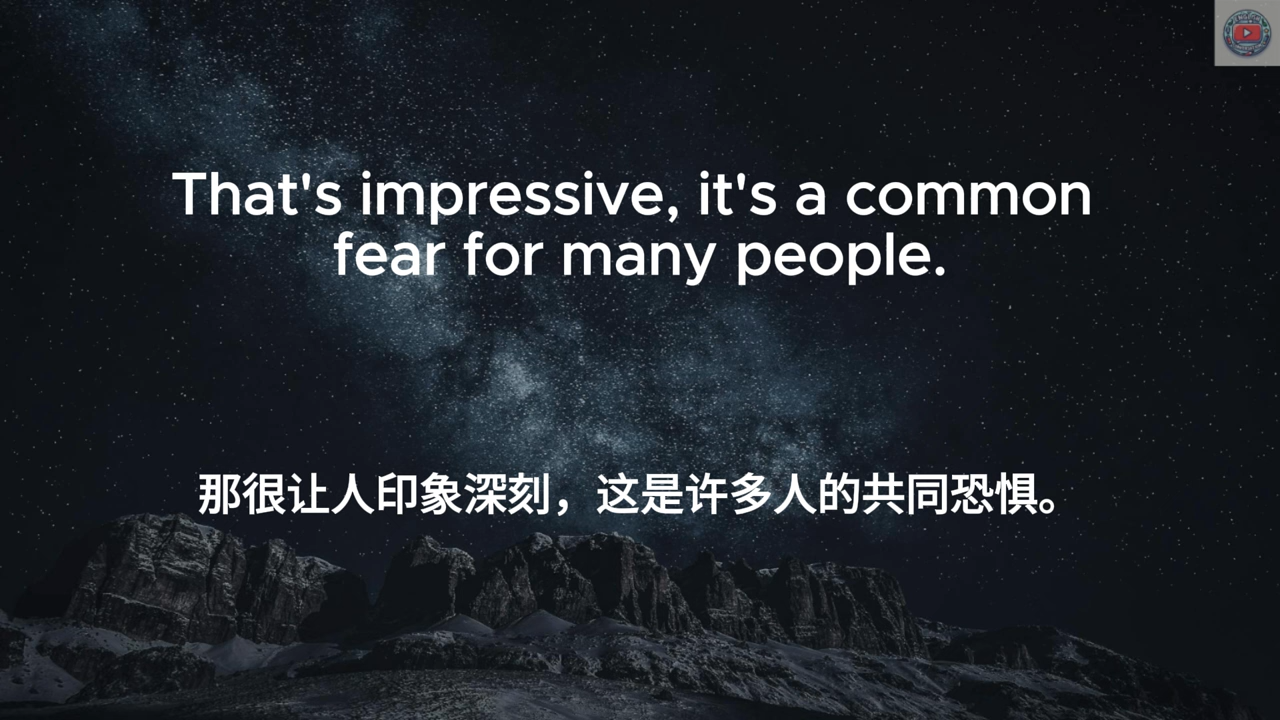 That's impressive, it's a common
fear for many people.
那很让人印象深刻，这是许多人的共同恐惧。